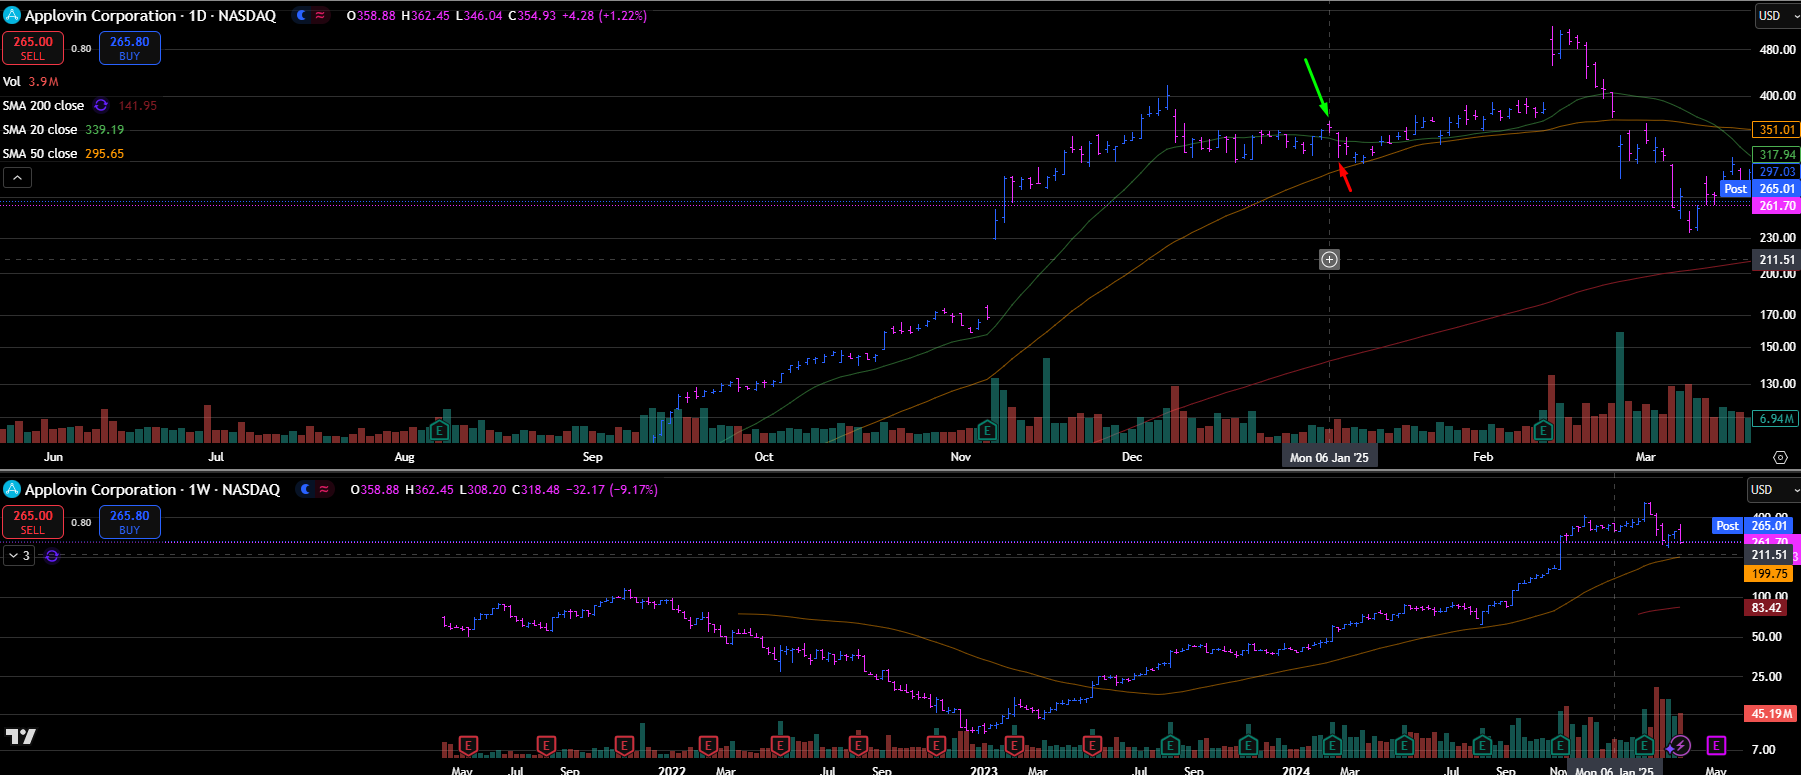 Applovin Corporation · 1D · NASDAQ O358.88 H362.45 L346.04 C354.93 +4.28 (+1.22%)
USD
265.00 SELL 0.80 265.80 BUY
Vol 3.9M
SMA 200 close 141.95
SMA 20 close 339.19
SMA 50 close 295.65
480.00
400.00
351.01
317.94
297.03
Post 265.01
261.70
230.00
211.51
200.00
170.00
150.00
130.00
6.94M
E E E
Jun Jul Aug Sep Oct Nov Dec Mon 06 Jan '25 Feb Mar
Applovin Corporation · 1W · NASDAQ O358.88 H362.45 L308.20 C318.48 −32.17 (−9.17%)
USD
265.00 SELL 0.80 265.80 BUY
3
400.00
Post 265.01
261.70
211.51
199.75
100.00
83.42
50.00
25.00
45.19M
7.00
E E E E E E E E E E E E E E E E E
May Jul Sep 2022 Mar Jul Sep 2023 Mar Jul Sep 2024 Mar Jul Sep Nov Mon 06 Jan '25 May